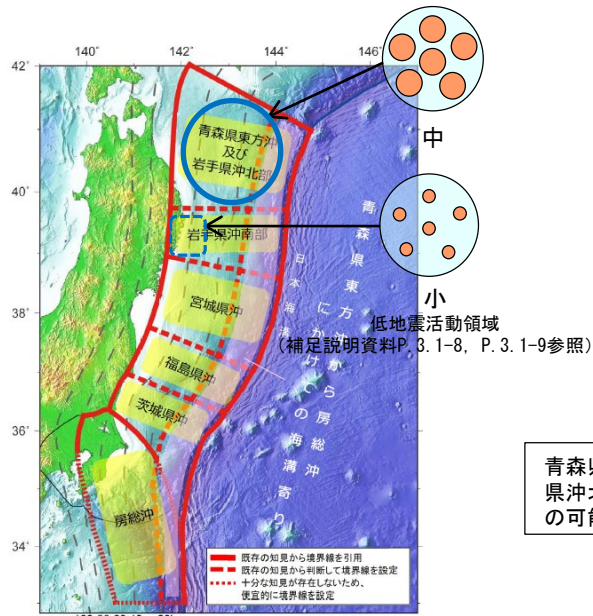 140°
142°
144°
146°
42°
40°
38°
36°
34°
青森県東方沖
及び
岩手県沖北部
岩手県沖南部
宮城県沖
福島県沖
茨城県沖
房総沖
日本海溝
青森県東方沖から房総沖
にかけての海溝寄り
中
小
低地震活動領域
(補足説明資料P.3.1-8, P.3.1-9参照)
既存の知見から境界線を引用
既存の知見から判断して境界線を設定
十分な知見が存在しないため、
便宜的に境界線を設定
青森県
県沖北
の可能